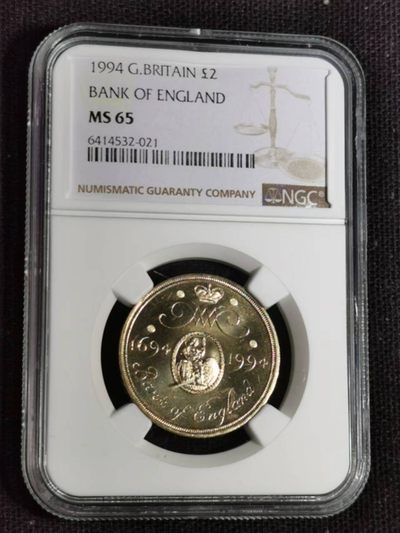 1994 G.BRITAIN £2
BANK OF ENGLAND
MS 65
6414532-021
NUMISMATIC GUARANTY COMPANY
NGC
WM
1694 1994
Bank of England